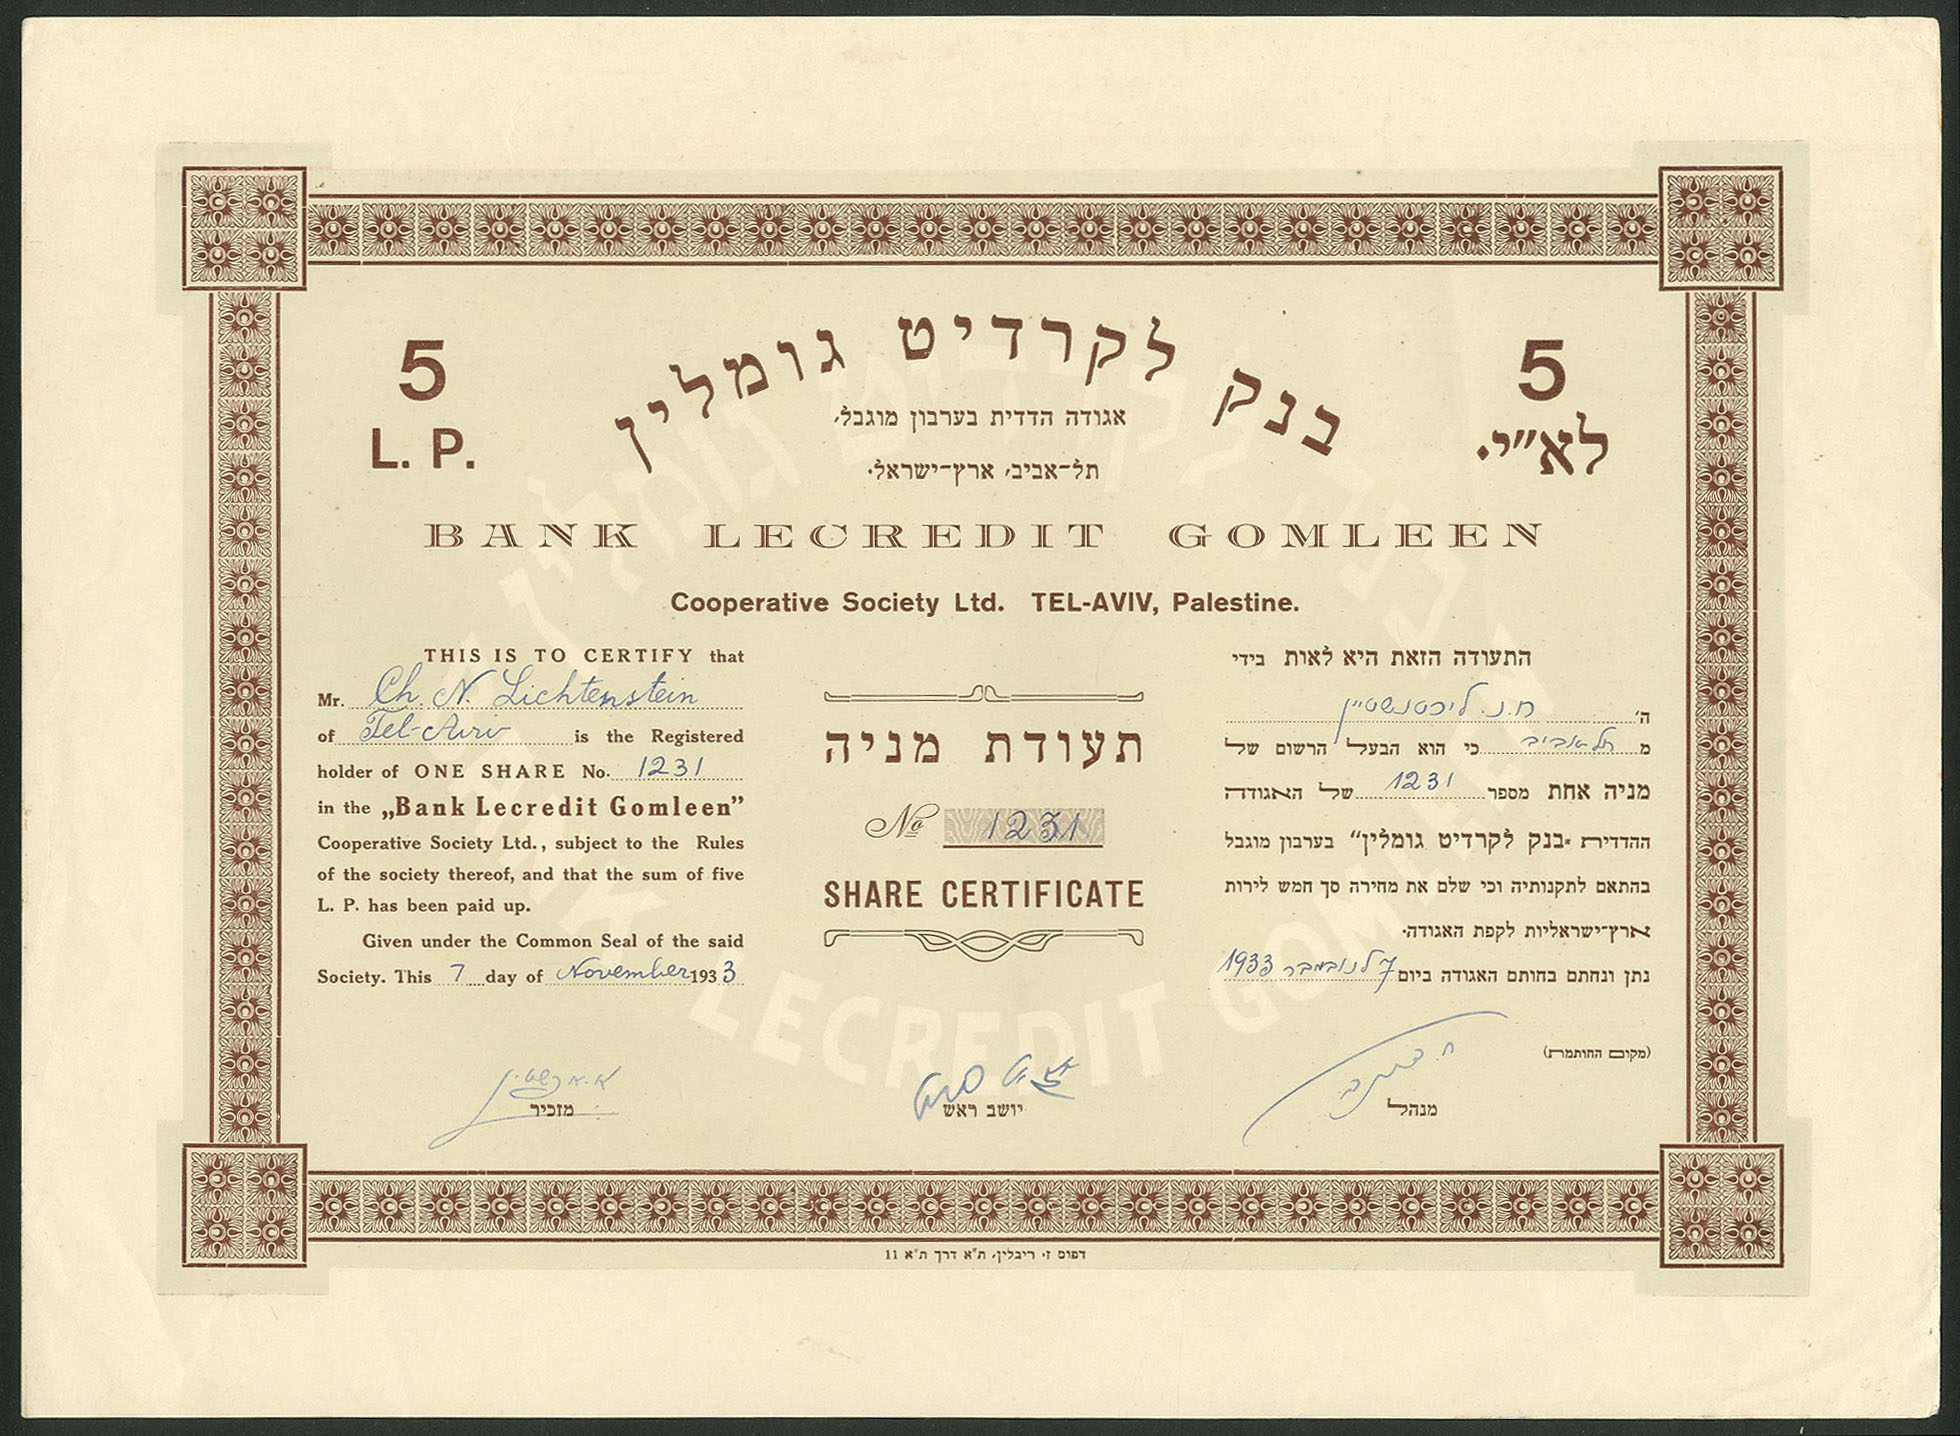 5
L. P.
בנק לקרדיט גומלין
אגודה הדדית בערבון מוגבל,
תל-אביב, ארץ-ישראל.
5
לא"י.
BANK LECREDIT GOMLEEN
Cooperative Society Ltd. TEL-AVIV, Palestine.
THIS IS TO CERTIFY that
Mr. Ch. N. Lichtenstein
of Tel-Aviv is the Registered
holder of ONE SHARE No. 1231
in the „Bank Lecredit Gomleen”
Cooperative Society Ltd., subject to the Rules
of the society thereof, and that the sum of five
L. P. has been paid up.
Given under the Common Seal of the said
Society. This 7 day of November 1933
תעודת מניה
No 1231
SHARE CERTIFICATE
התעודה הזאת היא לאות בידי
ה' ח.נ. ליכטנשטיין
מ תל אביב כי הוא הבעל הרשום של
מניה אחת מספר 1231 של האגודה
ההדדית „בנק לקרדיט גומלין” בערבון מוגבל
בהתאם לתקנותיה וכי שלם את מחירה סך חמש לירות
ארץ-ישראליות לקפת האגודה.
נתן ונחתם בחותם האגודה ביום 7 לנובמבר 1933
(מקום החותמת)
מזכיר
יושב ראש
מנהל
דפוס ז. ריבלין, ת"א דרך ת"א 11
בנק לקרדיט גומלין
BANK LECREDIT GOMLEEN